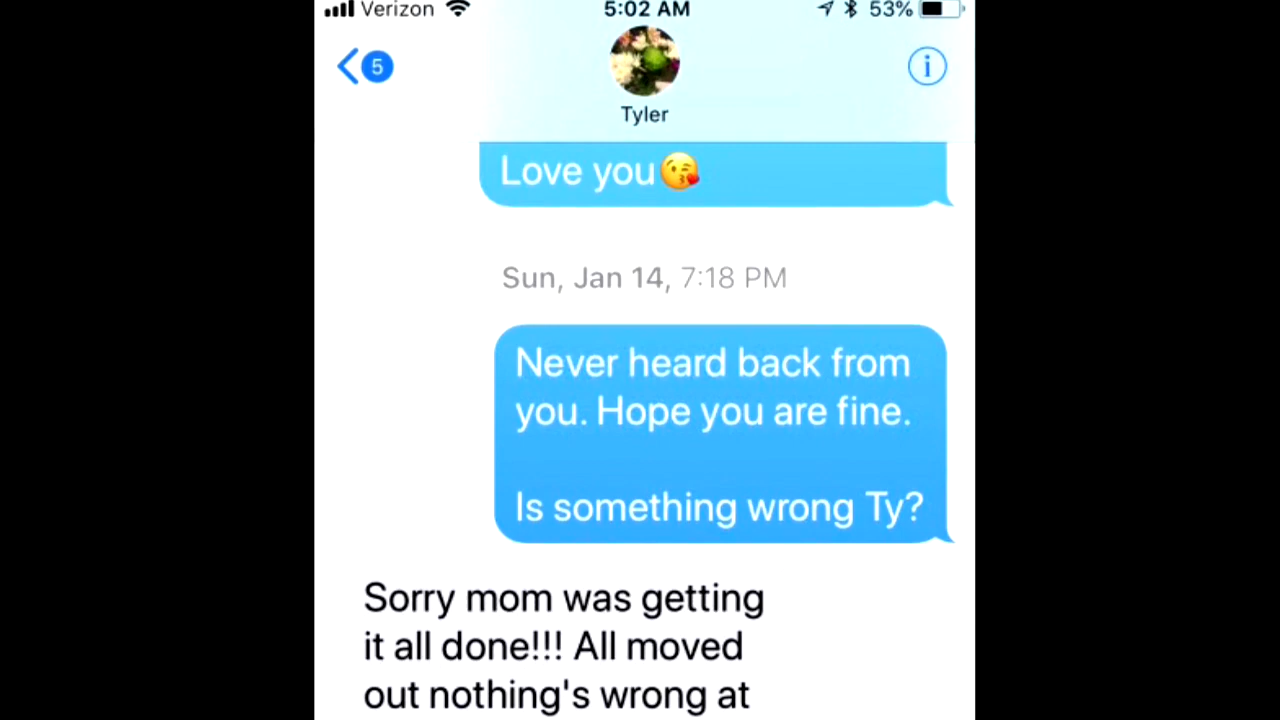 Verizon 5:02 AM 53%
5
i
Tyler
Love you😘
Sun, Jan 14, 7:18 PM
Never heard back from
you. Hope you are fine.
Is something wrong Ty?
Sorry mom was getting
it all done!!! All moved
out nothing's wrong at